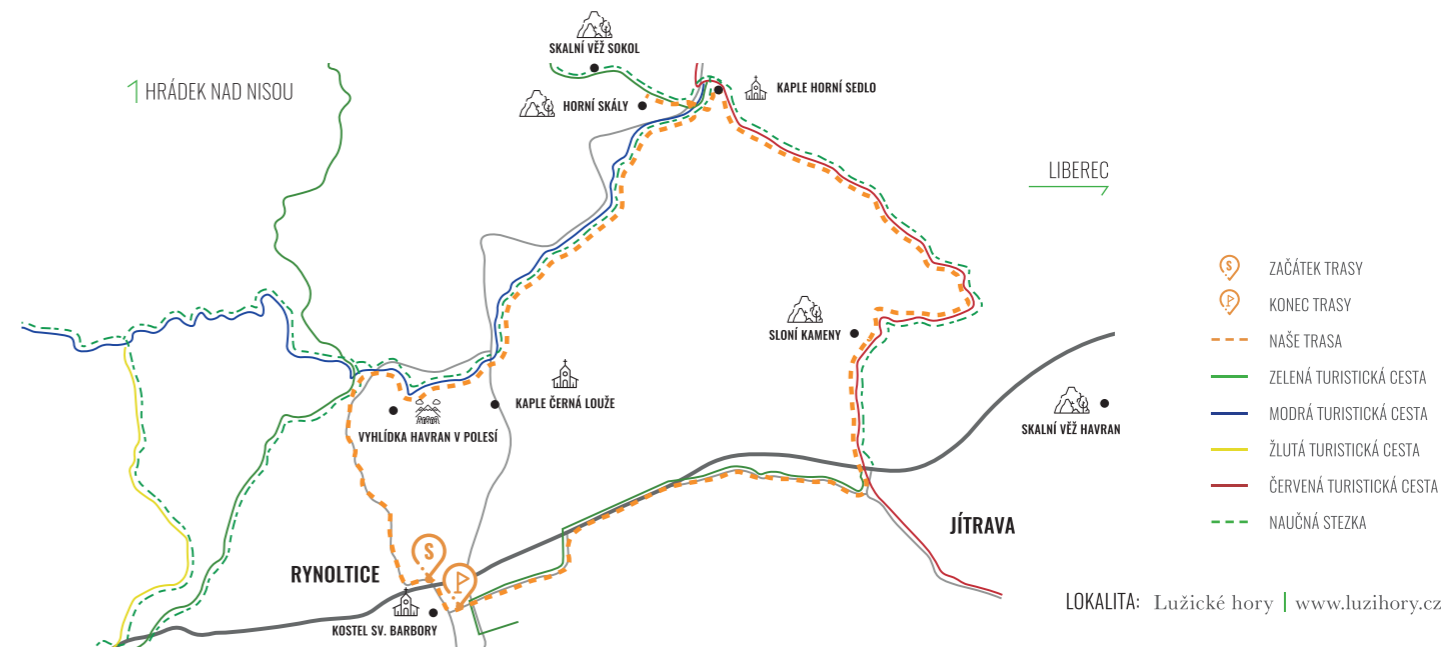 SKALNÍ VĚŽ SOKOL
HRÁDEK NAD NISOU
HORNÍ SKÁLY
KAPLE HORNÍ SEDLO
LIBEREC
SLONÍ KAMENY
KAPLE ČERNÁ LOUŽE
VYHLÍDKA HAVRAN V POLESÍ
SKALNÍ VĚŽ HAVRAN
JÍTRAVA
S
RYNOLTICE
KOSTEL SV. BARBORY
S
ZAČÁTEK TRASY
KONEC TRASY
NAŠE TRASA
ZELENÁ TURISTICKÁ CESTA
MODRÁ TURISTICKÁ CESTA
ŽLUTÁ TURISTICKÁ CESTA
ČERVENÁ TURISTICKÁ CESTA
NAUČNÁ STEZKA
LOKALITA: Lužické hory | www.luzihory.cz